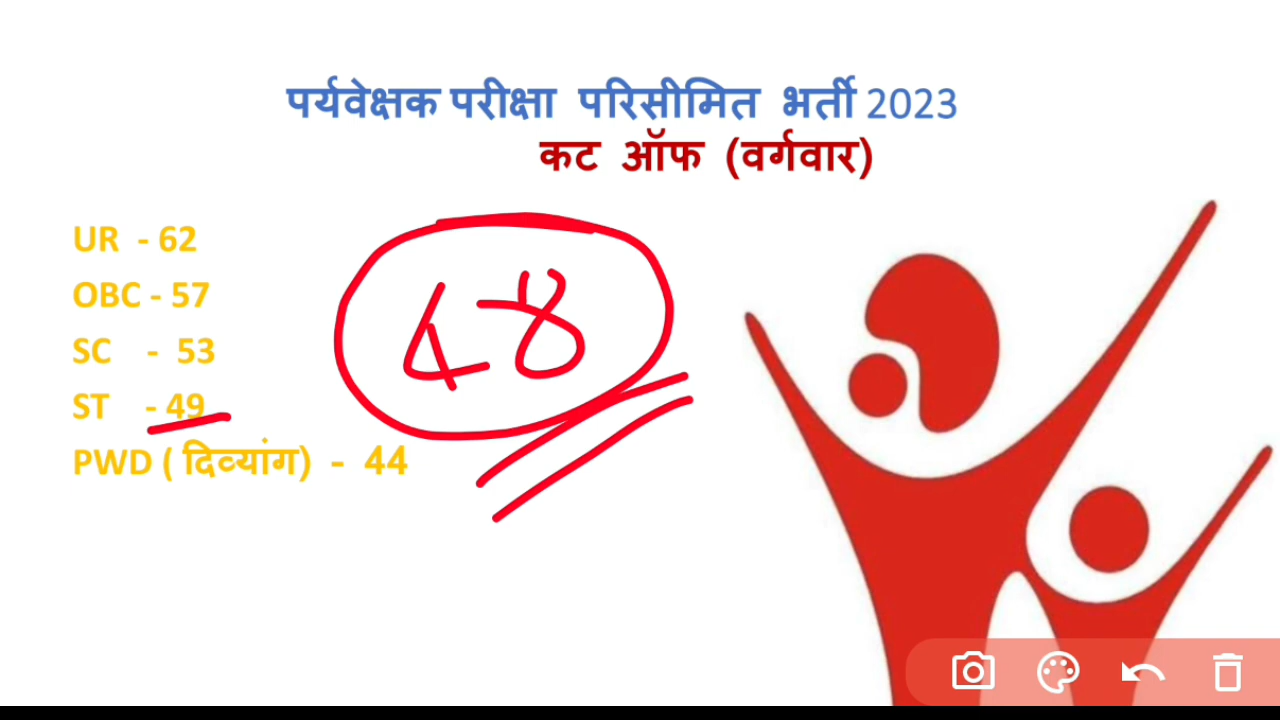 पर्यवेक्षक परीक्षा परिसीमित भर्ती 2023
कट ऑफ (वर्गवार)
UR - 62
OBC - 57
48
SC - 53
ST - 49
PWD ( दिव्यांग) - 44